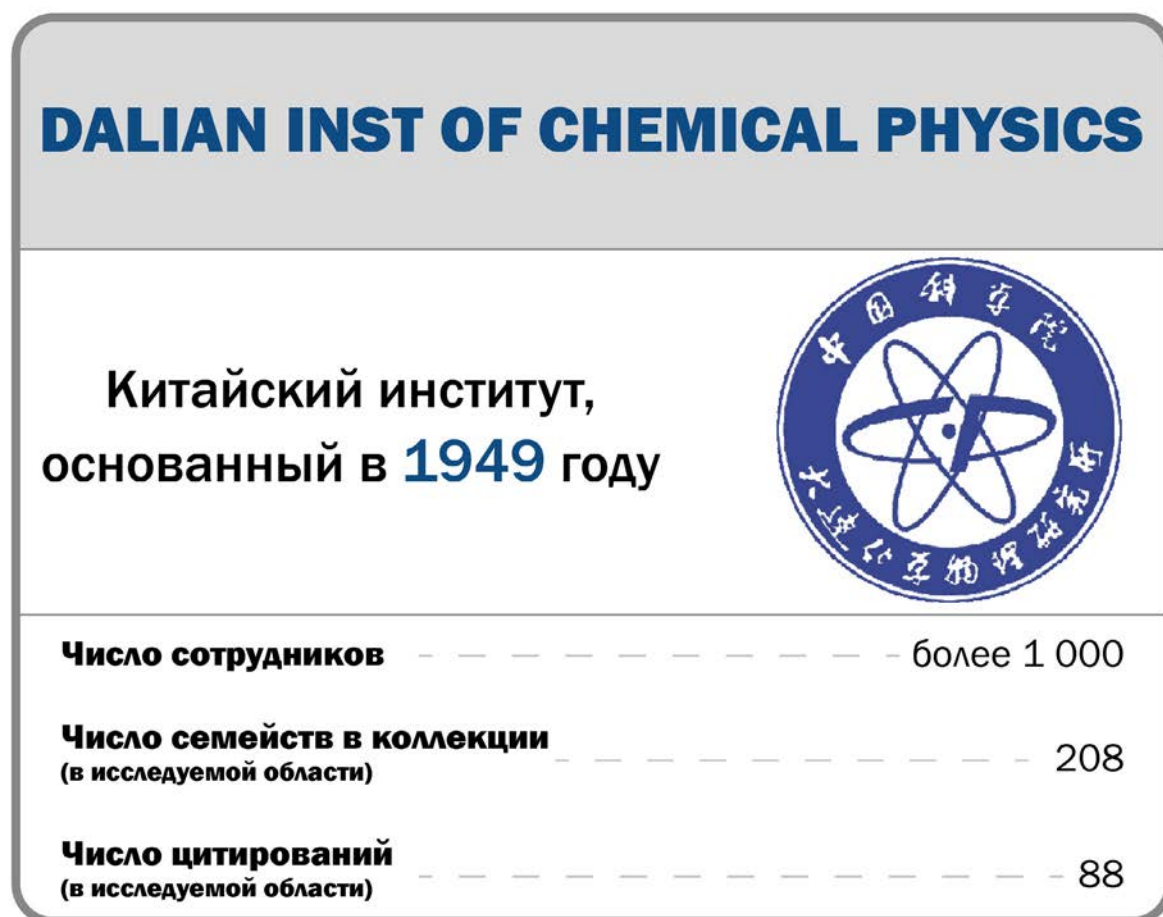 DALIAN INST OF CHEMICAL PHYSICS
Китайский институт,
основанный в 1949 году
中国科学院
大连化学物理研究所
Число сотрудников более 1 000
Число семейств в коллекции
(в исследуемой области) 208
Число цитирований
(в исследуемой области) 88